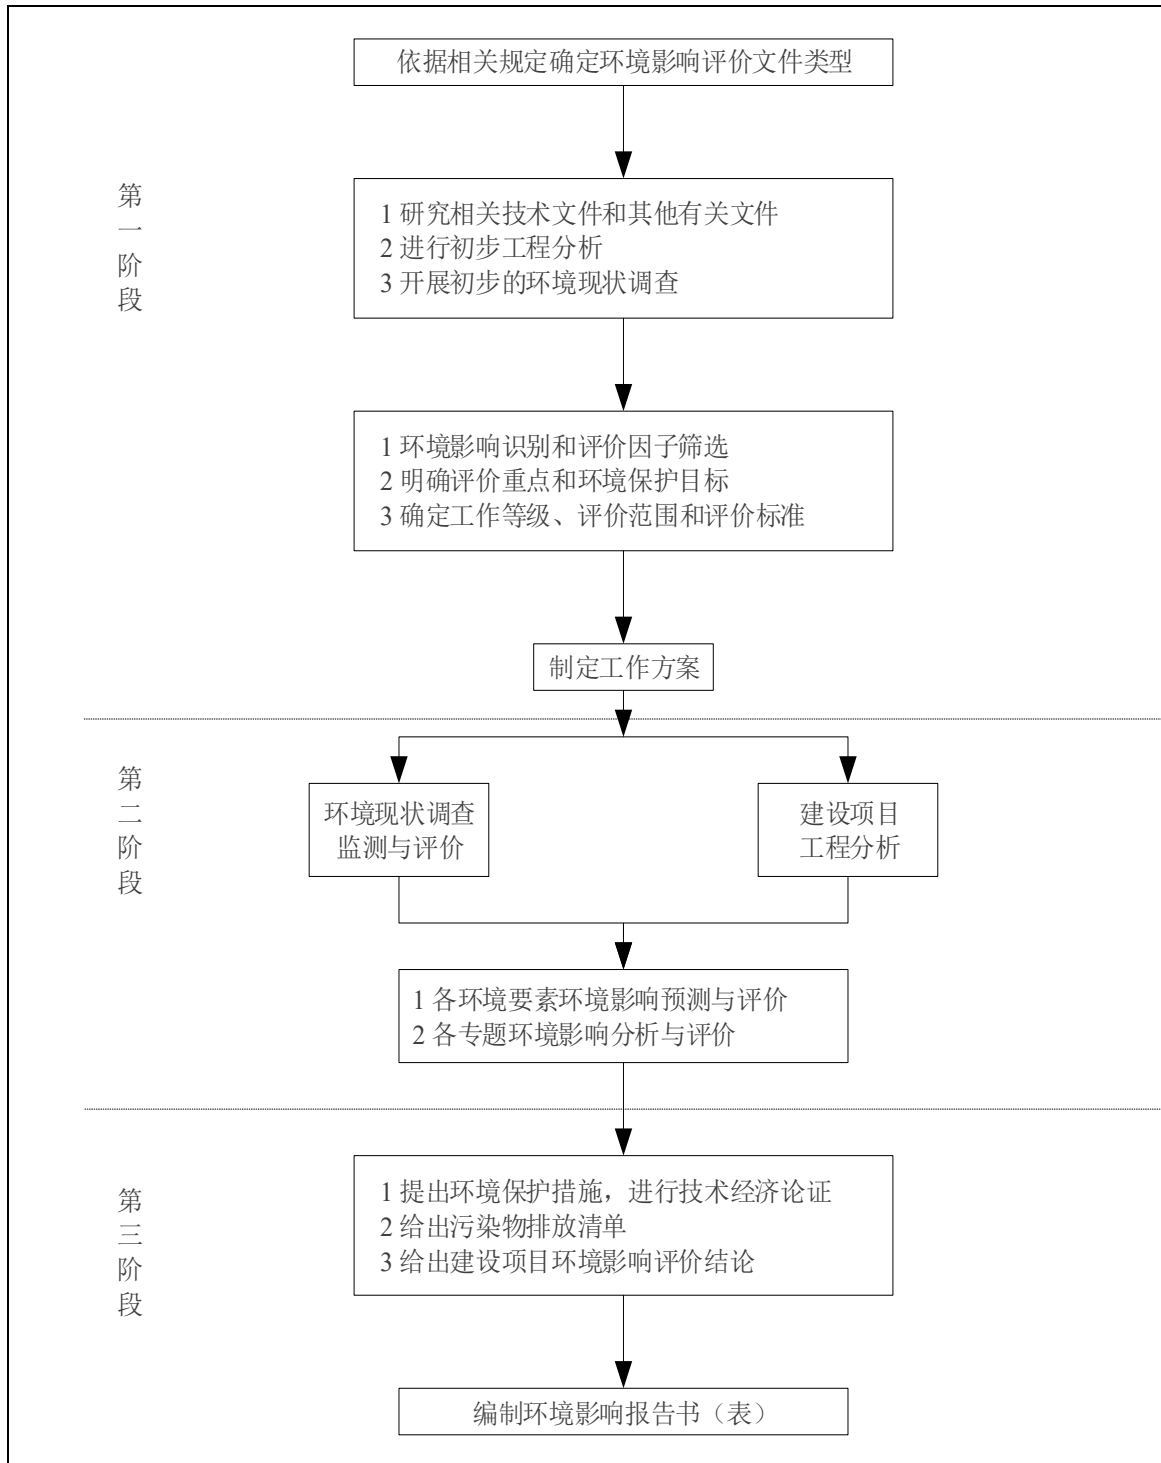 依据相关规定确定环境影响评价文件类型
第一阶段
1 研究相关技术文件和其他有关文件
2 进行初步工程分析
3 开展初步的环境现状调查
1 环境影响识别和评价因子筛选
2 明确评价重点和环境保护目标
3 确定工作等级、评价范围和评价标准
制定工作方案
第二阶段
环境现状调查
监测与评价
建设项目
工程分析
1 各环境要素环境影响预测与评价
2 各专题环境影响分析与评价
第三阶段
1 提出环境保护措施，进行技术经济论证
2 给出污染物排放清单
3 给出建设项目环境影响评价结论
编制环境影响报告书（表）